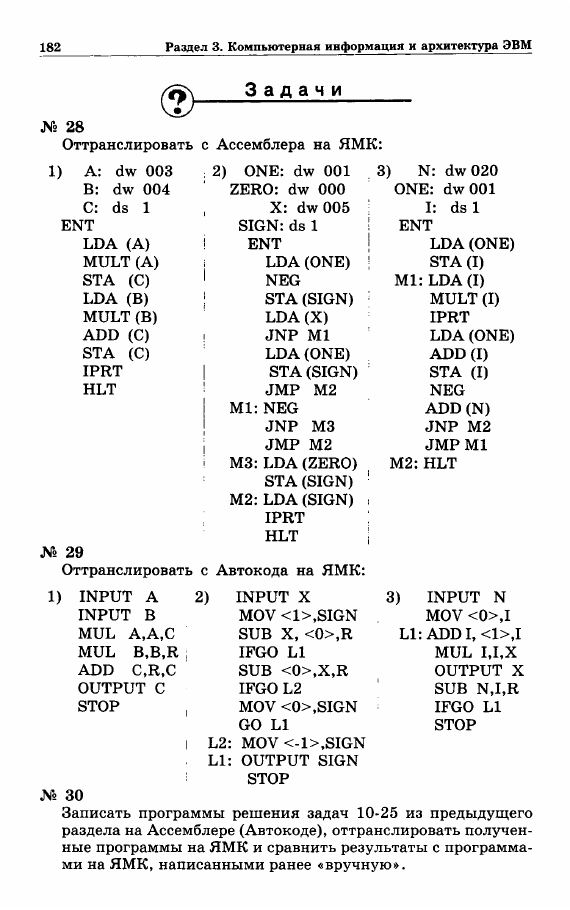 182 Раздел 3. Компьютерная информация и архитектура ЭВМ
? Задачи
№ 28
Оттранслировать с Ассемблера на ЯМК:
1) A: dw 003
B: dw 004
C: ds 1
ENT
LDA (A)
MULT (A)
STA (C)
LDA (B)
MULT (B)
ADD (C)
STA (C)
IPRT
HLT
2) ONE: dw 001
ZERO: dw 000
X: dw 005
SIGN: ds 1
ENT
LDA (ONE)
NEG
STA (SIGN)
LDA (X)
JNP M1
LDA (ONE)
STA (SIGN)
JMP M2
M1: NEG
JNP M3
JMP M2
M3: LDA (ZERO)
STA (SIGN)
M2: LDA (SIGN)
IPRT
HLT
3) N: dw 020
ONE: dw 001
I: ds 1
ENT
LDA (ONE)
STA (I)
M1: LDA (I)
MULT (I)
IPRT
LDA (ONE)
ADD (I)
STA (I)
NEG
ADD (N)
JNP M2
JMP M1
M2: HLT
№ 29
Оттранслировать с Автокода на ЯМК:
1) INPUT A
INPUT B
MUL A,A,C
MUL B,B,R
ADD C,R,C
OUTPUT C
STOP
2) INPUT X
MOV <1>,SIGN
SUB X, <0>,R
IFGO L1
SUB <0>,X,R
IFGO L2
MOV <0>,SIGN
GO L1
L2: MOV <-1>,SIGN
L1: OUTPUT SIGN
STOP
3) INPUT N
MOV <0>,I
L1: ADD I, <1>,I
MUL I,I,X
OUTPUT X
SUB N,I,R
IFGO L1
STOP
№ 30
Записать программы решения задач 10-25 из предыдущего
раздела на Ассемблере (Автокоде), оттранслировать получен-
ные программы на ЯМК и сравнить результаты с программа-
ми на ЯМК, написанными ранее «вручную».